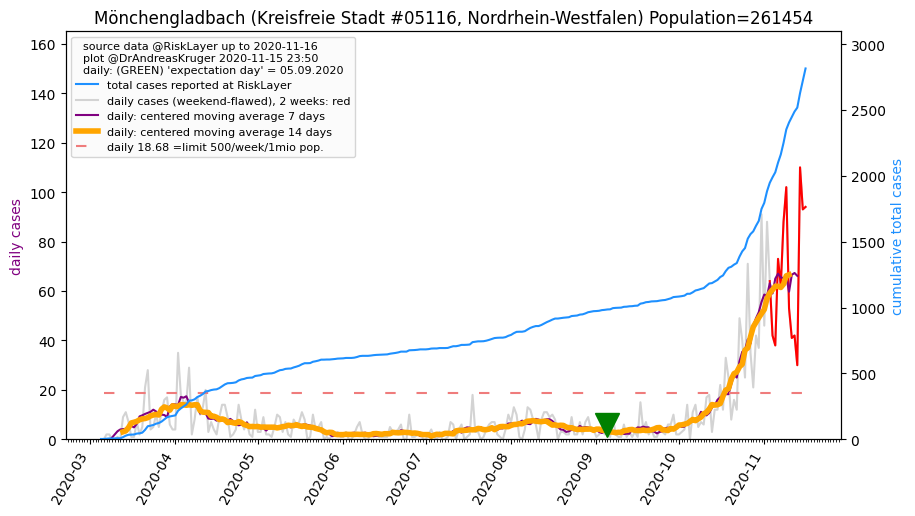 Mönchengladbach (Kreisfreie Stadt #05116, Nordrhein-Westfalen) Population=261454
source data @RiskLayer up to 2020-11-16
plot @DrAndreasKruger 2020-11-15 23:50
daily: (GREEN) 'expectation day' = 05.09.2020
total cases reported at RiskLayer
daily cases (weekend-flawed), 2 weeks: red
daily: centered moving average 7 days
daily: centered moving average 14 days
daily 18.68 =limit 500/week/1mio pop.
daily cases
160
140
120
100
80
60
40
20
0
3000
2500
2000
1500
1000
500
0
cumulative total cases
2020-03
2020-04
2020-05
2020-06
2020-07
2020-08
2020-09
2020-10
2020-11